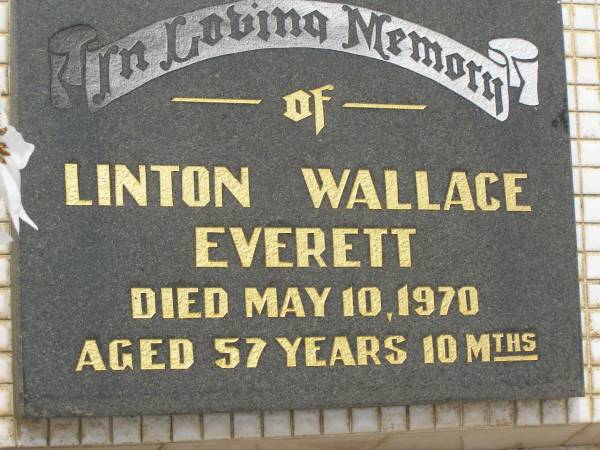 In Loving Memory
of
LINTON WALLACE
EVERETT
DIED MAY 10, 1970
AGED 57 YEARS 10 MTHS